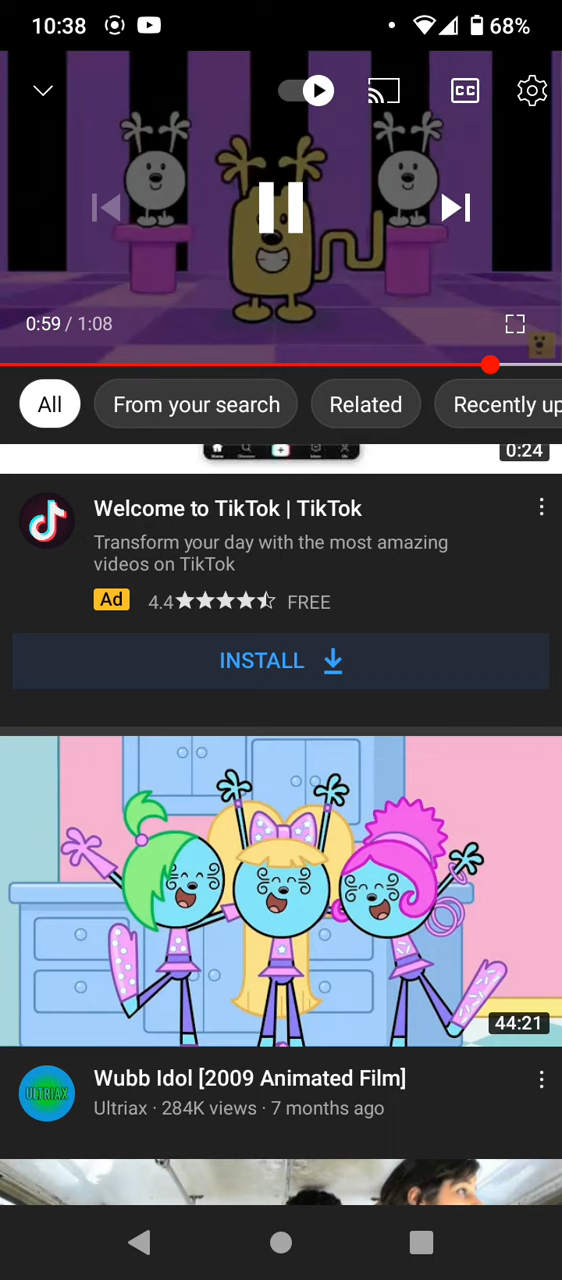 10:38
68%
CC
0:59 / 1:08
All
From your search
Related
Recently up
0:24
Welcome to TikTok | TikTok
Transform your day with the most amazing
videos on TikTok
Ad
4.4
FREE
INSTALL
44:21
ULTRIAX
Wubb Idol [2009 Animated Film]
Ultriax · 284K views · 7 months ago